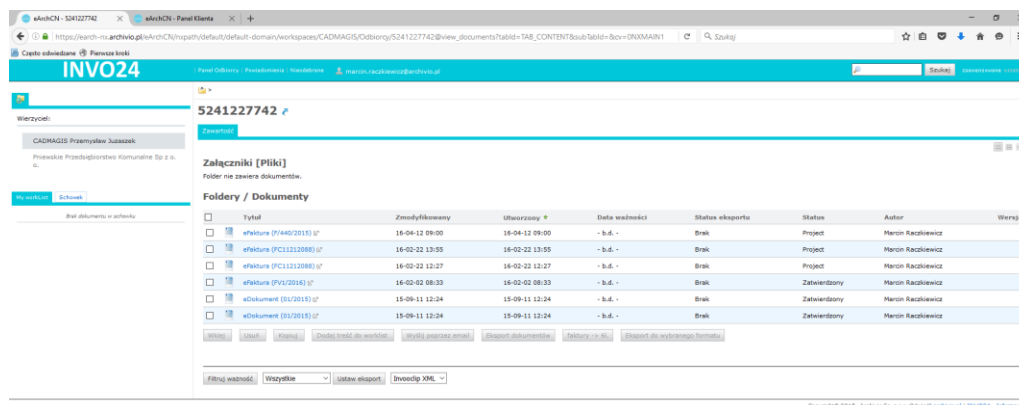 eArchCN - 5241227742
eArchCN - Panel Klienta
https://earch-nx.archivio.pl/eArchCN/nxpath/default/default-domain/workspaces/CADMAGIS/Odbiorcy/5241227742@view_documents?tabId=TAB_CONTENT&subTabId=&cv=0NXMAIN1
Szukaj
Często odwiedzane Pierwsze kroki
INVO24
Panel Odbiorcy | Powiadomienia | Nieodebrane
marcin.raczkiewicz@archivio.pl
Szukaj
Wierzyciel:
CADMAGIS Przemysław Juzaszek
Pniewskie Przedsiębiorstwo Komunalne Sp z o. o.
My worklist Schowek
Brak dokumentu w schowku
5241227742
Zawartość
Załączniki [Pliki]
Folder nie zawiera dokumentów.
Foldery / Dokumenty
Tytuł Zmodyfikowany Utworzony Data ważności Status eksportu Status Autor Wersja
eFaktura (F/440/2015) 16-04-12 09:00 16-04-12 09:00 - b.d. - Brak Project Marcin Raczkiewicz
eFaktura (FC11212088) 16-02-22 13:55 16-02-22 13:55 - b.d. - Brak Project Marcin Raczkiewicz
eFaktura (FC11212088) 16-02-22 12:27 16-02-22 12:27 - b.d. - Brak Project Marcin Raczkiewicz
eFaktura (FV1/2016) 16-02-02 08:33 16-02-02 08:33 - b.d. - Brak Zatwierdzony Marcin Raczkiewicz
eDokument (01/2015) 15-09-11 12:24 15-09-11 12:24 - b.d. - Brak Zatwierdzony Marcin Raczkiewicz
eDokument (01/2015) 15-09-11 12:24 15-09-11 12:24 - b.d. - Brak Zatwierdzony Marcin Raczkiewicz
Wklej Usuń Kopiuj Dodaj treść do worklist Wyślij poprzez email Eksport dokumentów Faktury -> BL Eksport do wybranego formatu
Filtruj ważność Wszystkie Ustaw eksport Invoodip XML